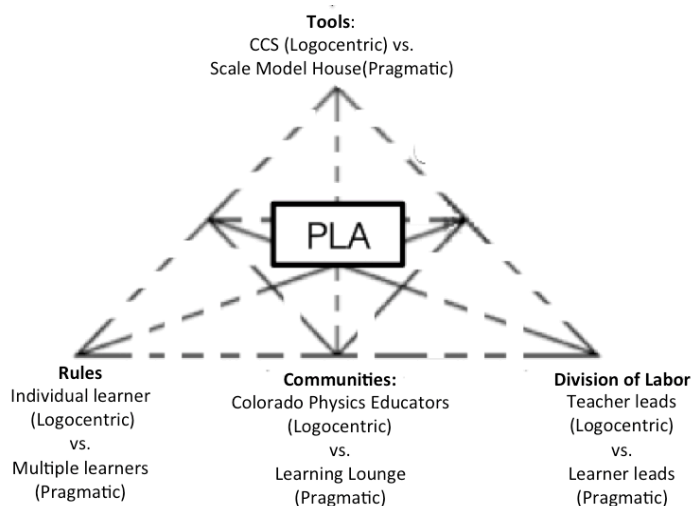 Tools:
CCS (Logocentric) vs.
Scale Model House(Pragmatic)
PLA
Rules
Individual learner
(Logocentric)
vs.
Multiple learners
(Pragmatic)
Communities:
Colorado Physics Educators
(Logocentric)
vs.
Learning Lounge
(Pragmatic)
Division of Labor
Teacher leads
(Logocentric)
vs.
Learner leads
(Pragmatic)